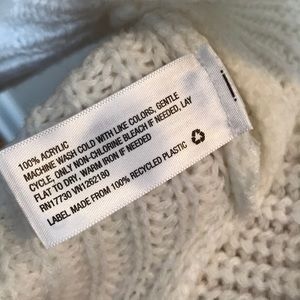 100% ACRYLIC
MACHINE WASH COLD WITH LIKE COLORS, GENTLE
CYCLE, ONLY NON-CHLORINE BLEACH IF NEEDED, LAY
FLAT TO DRY, WARM IRON IF NEEDED
RN17730 VN1262180
LABEL MADE FROM 100% RECYCLED PLASTIC